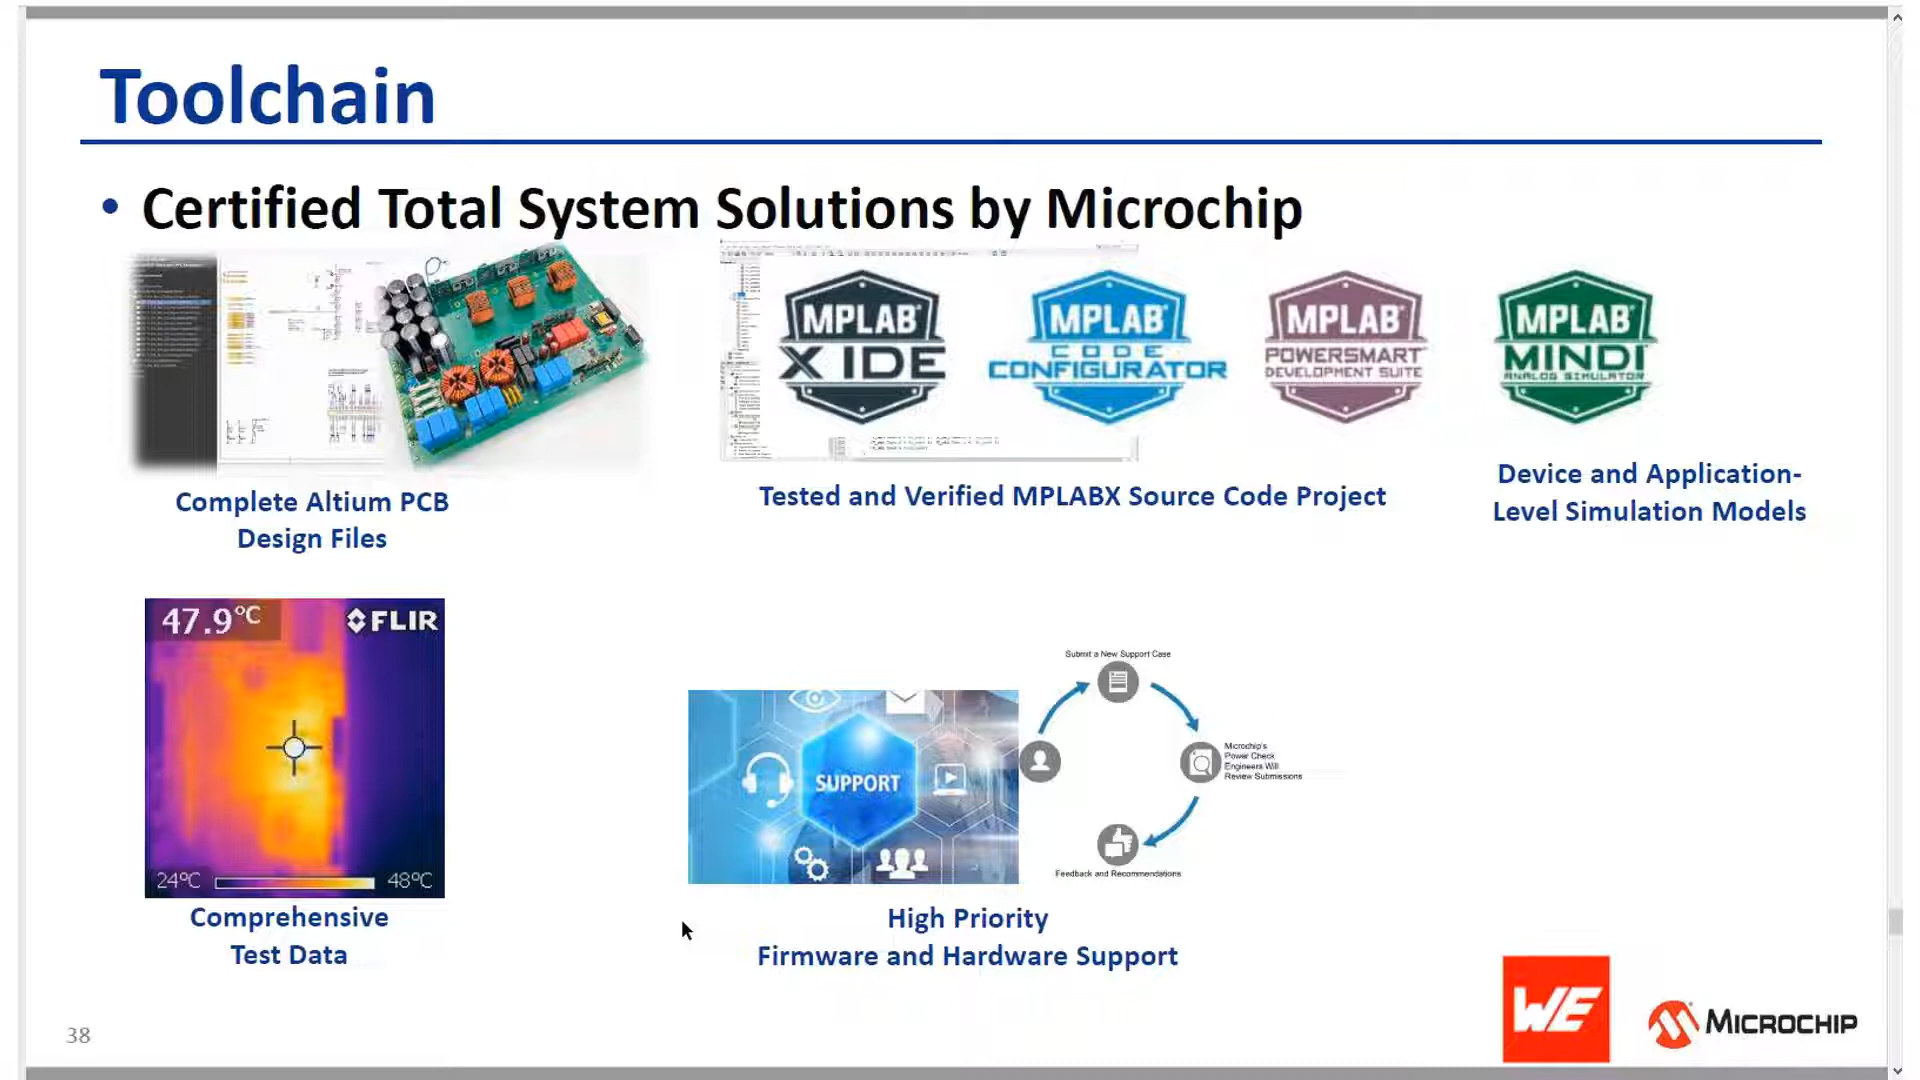 Toolchain
• Certified Total System Solutions by Microchip
MPLAB®
X IDE
MPLAB®
CODE
CONFIGURATOR
MPLAB®
POWERSMART
DEVELOPMENT SUITE
MPLAB®
MINDI
ANALOG SIMULATOR
Complete Altium PCB
Design Files
Tested and Verified MPLABX Source Code Project
Device and Application-
Level Simulation Models
47.9°C
FLIR
24°C
48°C
Comprehensive
Test Data
SUPPORT
Submit a New Support Case
Microchip's
Power Check
Engineers Will
Review Submissions
Feedback and Recommendations
High Priority
Firmware and Hardware Support
38
WE
MICROCHIP